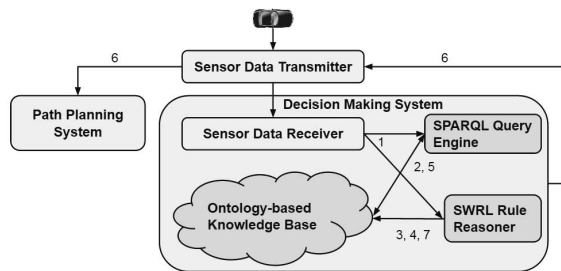 6
Sensor Data Transmitter
6
Path Planning
System
Decision Making System
Sensor Data Receiver
1
SPARQL Query
Engine
2, 5
Ontology-based
Knowledge Base
3, 4, 7
SWRL Rule
Reasoner